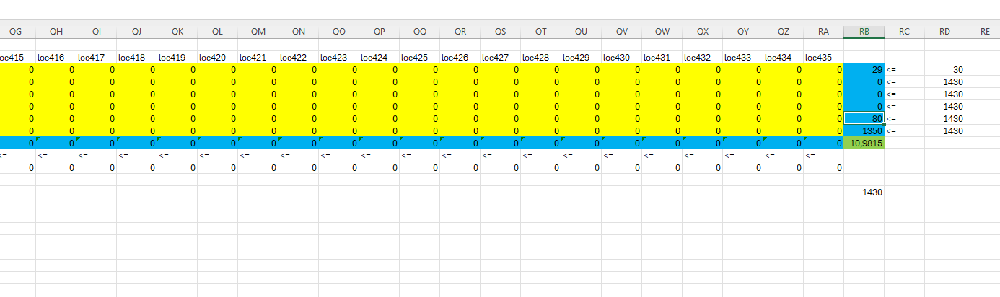 QG QH QI QJ QK QL QM QN QO QP QQ QR QS QT QU QV QW QX QY QZ RA RB RC RD RE
oc415 loc416 loc417 loc418 loc419 loc420 loc421 loc422 loc423 loc424 loc425 loc426 loc427 loc428 loc429 loc430 loc431 loc432 loc433 loc434 loc435
0 0 0 0 0 0 0 0 0 0 0 0 0 0 0 0 0 0 0 0 0 29 <= 30
0 0 0 0 0 0 0 0 0 0 0 0 0 0 0 0 0 0 0 0 0 0 <= 1430
0 0 0 0 0 0 0 0 0 0 0 0 0 0 0 0 0 0 0 0 0 0 <= 1430
0 0 0 0 0 0 0 0 0 0 0 0 0 0 0 0 0 0 0 0 0 0 <= 1430
0 0 0 0 0 0 0 0 0 0 0 0 0 0 0 0 0 0 0 0 0 80 <= 1430
0 0 0 0 0 0 0 0 0 0 0 0 0 0 0 0 0 0 0 0 0 1350 <= 1430
0 0 0 0 0 0 0 0 0 0 0 0 0 0 0 0 0 0 0 0 0 10,9815
<= <= <= <= <= <= <= <= <= <= <= <= <= <= <= <= <= <= <= <= <=
0 0 0 0 0 0 0 0 0 0 0 0 0 0 0 0 0 0 0 0 0
1430